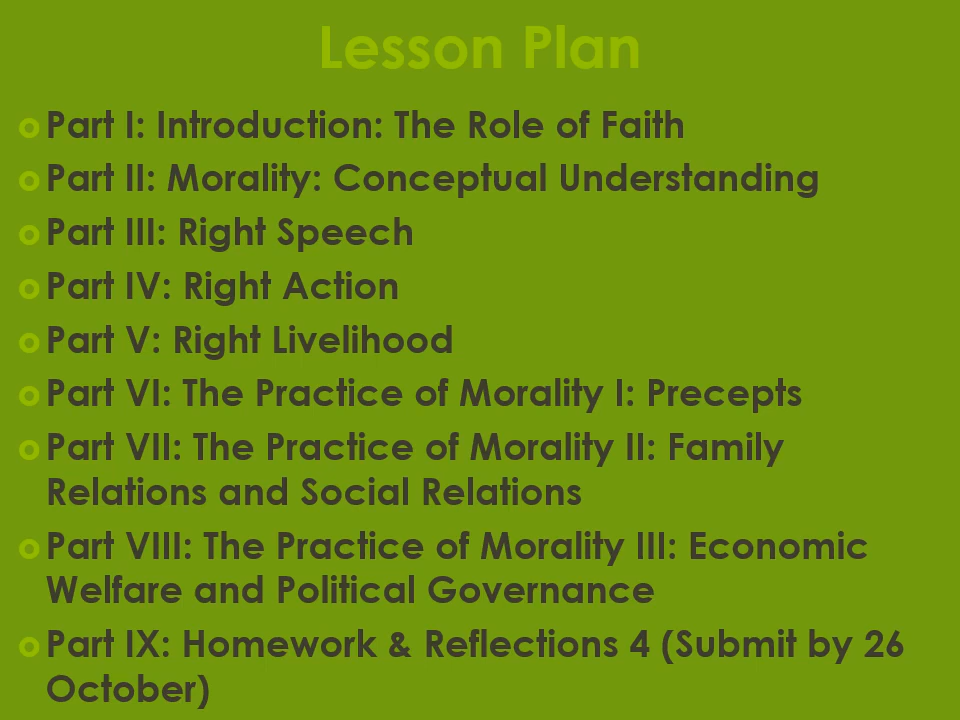 Lesson Plan
Part I: Introduction: The Role of Faith
Part II: Morality: Conceptual Understanding
Part III: Right Speech
Part IV: Right Action
Part V: Right Livelihood
Part VI: The Practice of Morality I: Precepts
Part VII: The Practice of Morality II: Family
Relations and Social Relations
Part VIII: The Practice of Morality III: Economic
Welfare and Political Governance
Part IX: Homework & Reflections 4 (Submit by 26
October)